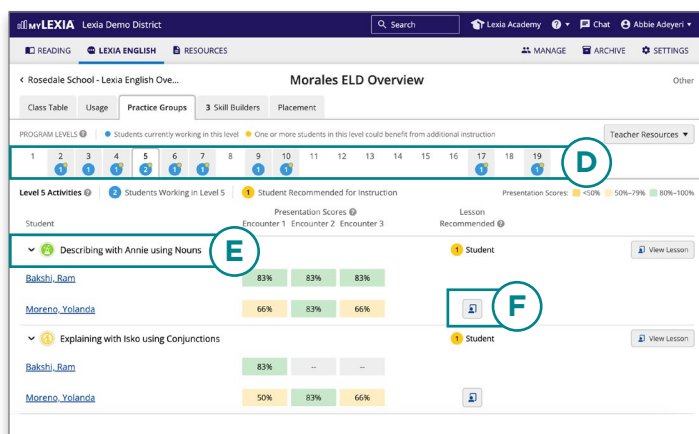 myLEXIA Lexia Demo District Search Lexia Academy Chat Abbie Adeyeri
READING LEXIA ENGLISH RESOURCES MANAGE ARCHIVE SETTINGS
Rosedale School - Lexia English Ove... Morales ELD Overview Other
Class Table Usage Practice Groups 3 Skill Builders Placement
PROGRAM LEVELS Students currently working in this level One or more students in this level could benefit from additional instruction Teacher Resources
1 2 3 4 5 6 7 8 9 10 11 12 13 14 15 16 17 18 19 D
1 1 1 2 1 1 1 1 1 1
Level 5 Activities 2 Students Working in Level 5 1 Student Recommended for Instruction Presentation Scores: <50% 50%–79% 80%–100%
Presentation Scores Lesson
Student Encounter 1 Encounter 2 Encounter 3 Recommended
Describing with Annie using Nouns E 1 Student View Lesson
Bakshi, Ram 83% 83% 83%
Moreno, Yolanda 66% 83% 66% F
Explaining with Isko using Conjunctions 1 Student View Lesson
Bakshi, Ram 83% -- --
Moreno, Yolanda 50% 83% 66%